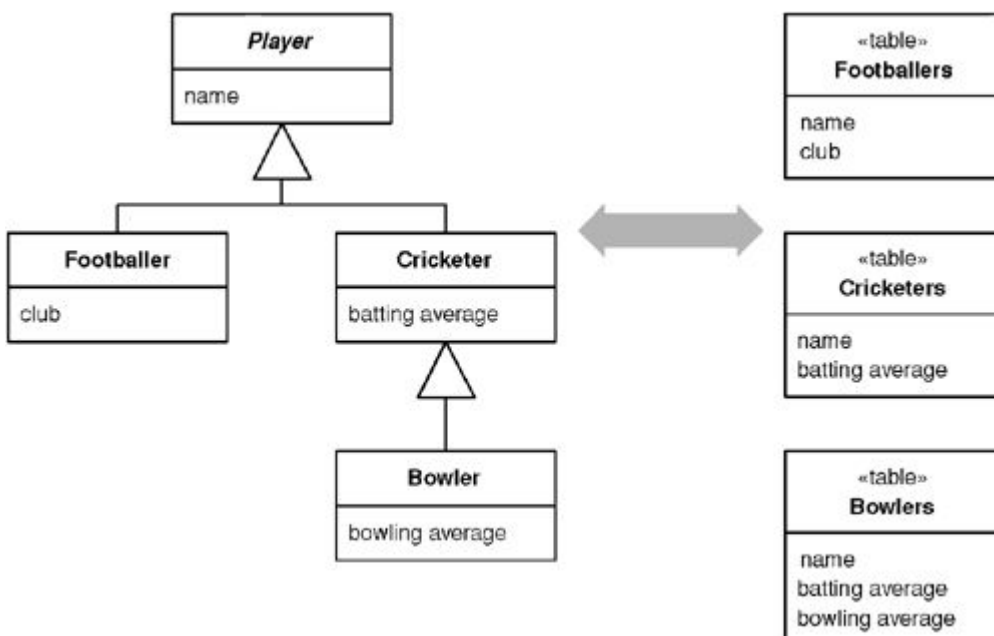 Player
name
Footballer
club
Cricketer
batting average
Bowler
bowling average
«table»
Footballers
name
club
«table»
Cricketers
name
batting average
«table»
Bowlers
name
batting average
bowling average